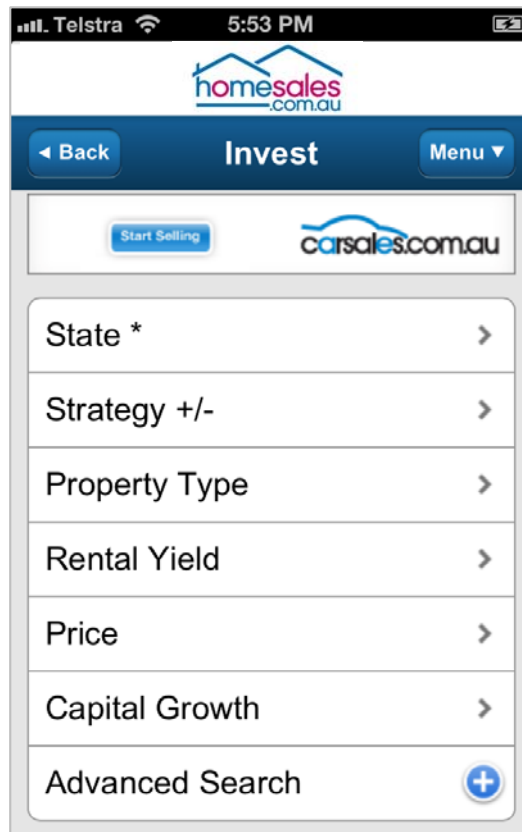 Telstra 5:53 PM
homesales
.com.au
Back Invest Menu
Start Selling carsales.com.au
State *
Strategy +/-
Property Type
Rental Yield
Price
Capital Growth
Advanced Search